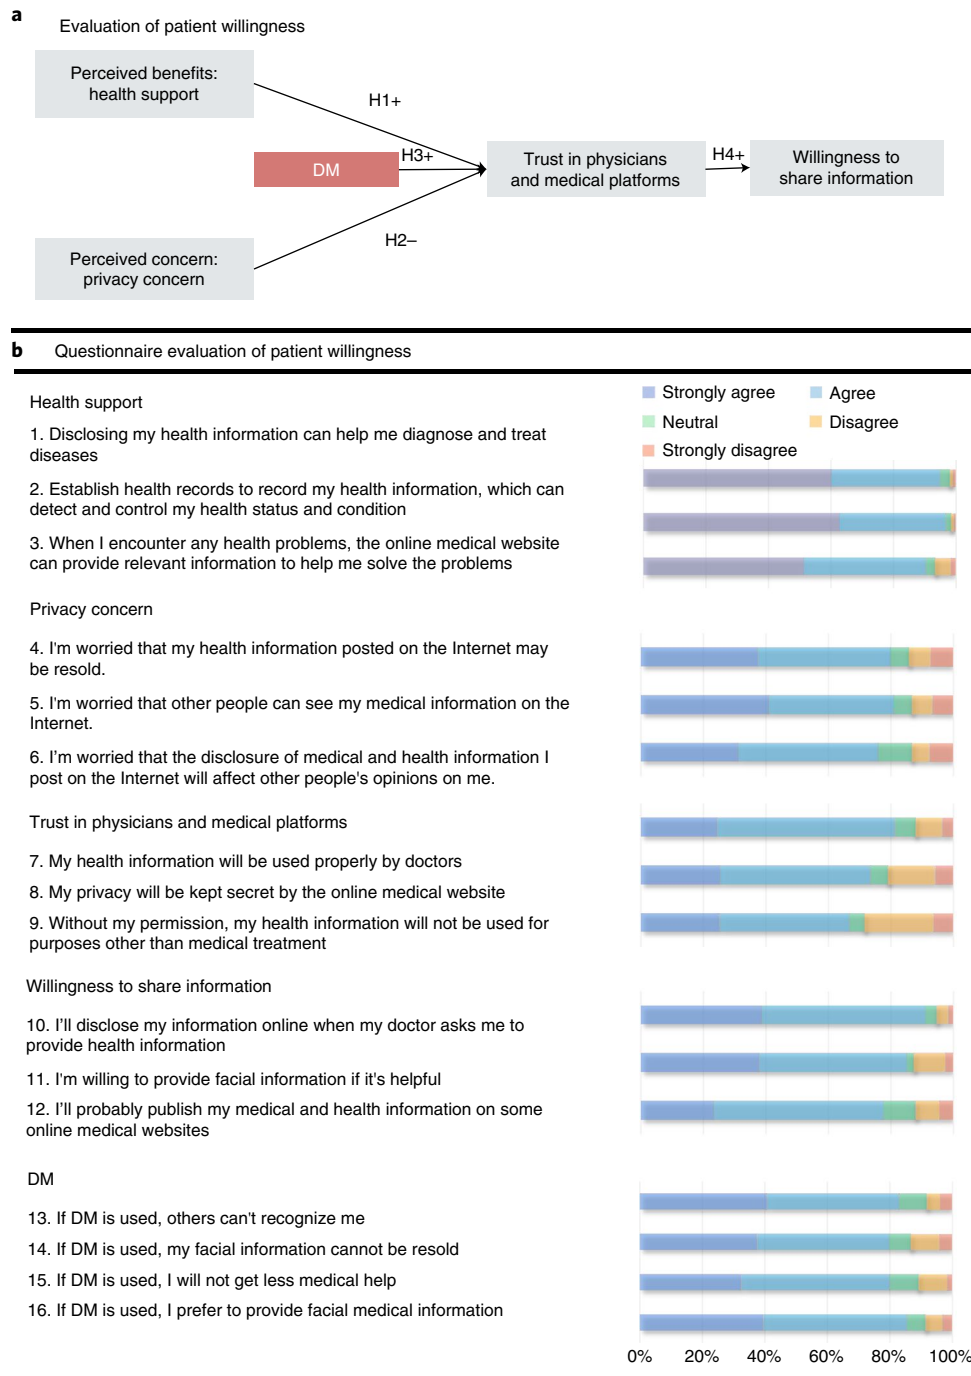 a
Evaluation of patient willingness
Perceived benefits:
health support
H1+
DM
H3+
Trust in physicians
and medical platforms
H4+
Willingness to
share information
H2–
Perceived concern:
privacy concern
b
Questionnaire evaluation of patient willingness
Strongly agree
Agree
Neutral
Disagree
Strongly disagree
Health support
1. Disclosing my health information can help me diagnose and treat
diseases
2. Establish health records to record my health information, which can
detect and control my health status and condition
3. When I encounter any health problems, the online medical website
can provide relevant information to help me solve the problems
Privacy concern
4. I'm worried that my health information posted on the Internet may
be resold.
5. I'm worried that other people can see my medical information on the
Internet.
6. I’m worried that the disclosure of medical and health information I
post on the Internet will affect other people's opinions on me.
Trust in physicians and medical platforms
7. My health information will be used properly by doctors
8. My privacy will be kept secret by the online medical website
9. Without my permission, my health information will not be used for
purposes other than medical treatment
Willingness to share information
10. I’ll disclose my information online when my doctor asks me to
provide health information
11. I'm willing to provide facial information if it's helpful
12. I’ll probably publish my medical and health information on some
online medical websites
DM
13. If DM is used, others can't recognize me
14. If DM is used, my facial information cannot be resold
15. If DM is used, I will not get less medical help
16. If DM is used, I prefer to provide facial medical information
0% 20% 40% 60% 80% 100%